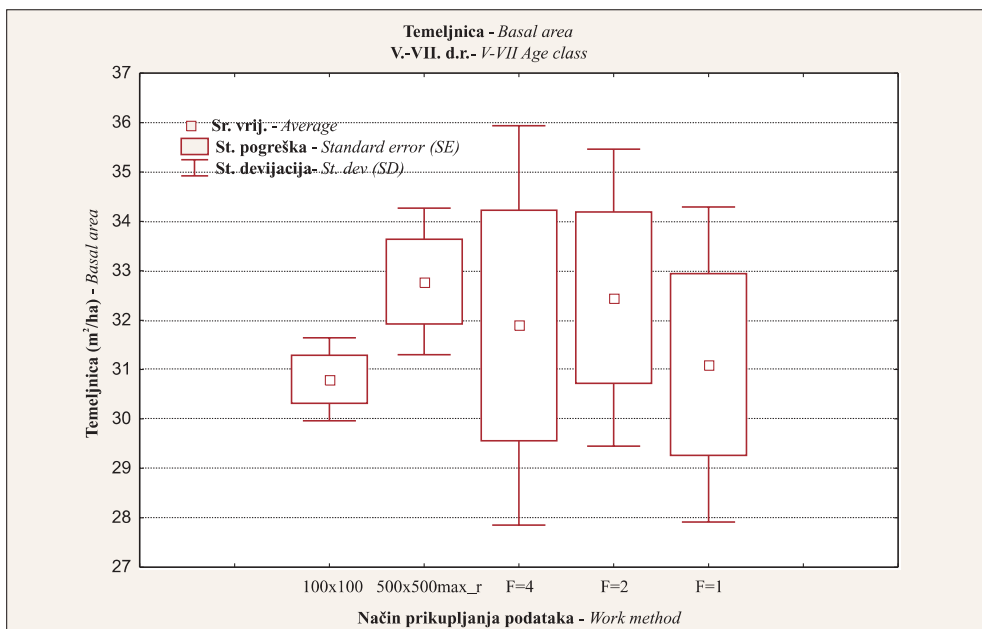 Temeljnica - Basal area
V.-VII. d.r.- V-VII Age class
37
36
35
34
33
32
31
30
29
28
27
Temeljnica (m²/ha) - Basal area
Sr. vrij. - Average
St. pogreška - Standard error (SE)
St. devijacija- St. dev (SD)
100x100 500x500max_r F=4 F=2 F=1
Način prikupljanja podataka - Work method